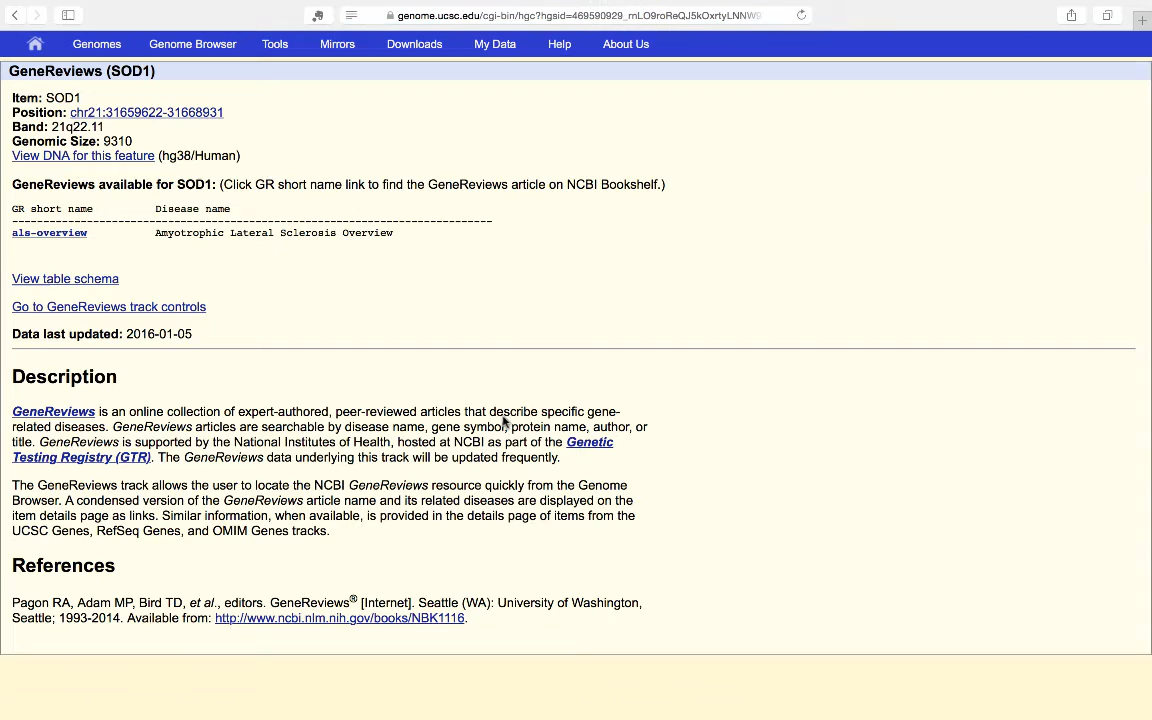 genome.ucsc.edu/cgi-bin/hgc?hgsid=469590929_rnLO9roReQJ5kOxrtyLNNW9
Genomes Genome Browser Tools Mirrors Downloads My Data Help About Us
GeneReviews (SOD1)
Item: SOD1
Position: chr21:31659622-31668931
Band: 21q22.11
Genomic Size: 9310
View DNA for this feature (hg38/Human)
GeneReviews available for SOD1: (Click GR short name link to find the GeneReviews article on NCBI Bookshelf.)
GR short name Disease name
-----------------------------------------------------------------------------
als-overview Amyotrophic Lateral Sclerosis Overview
View table schema
Go to GeneReviews track controls
Data last updated: 2016-01-05
Description
GeneReviews is an online collection of expert-authored, peer-reviewed articles that describe specific gene-
related diseases. GeneReviews articles are searchable by disease name, gene symbol, protein name, author, or
title. GeneReviews is supported by the National Institutes of Health, hosted at NCBI as part of the Genetic
Testing Registry (GTR). The GeneReviews data underlying this track will be updated frequently.
The GeneReviews track allows the user to locate the NCBI GeneReviews resource quickly from the Genome
Browser. A condensed version of the GeneReviews article name and its related diseases are displayed on the
item details page as links. Similar information, when available, is provided in the details page of items from the
UCSC Genes, RefSeq Genes, and OMIM Genes tracks.
References
Pagon RA, Adam MP, Bird TD, et al., editors. GeneReviews® [Internet]. Seattle (WA): University of Washington,
Seattle; 1993-2014. Available from: http://www.ncbi.nlm.nih.gov/books/NBK1116.